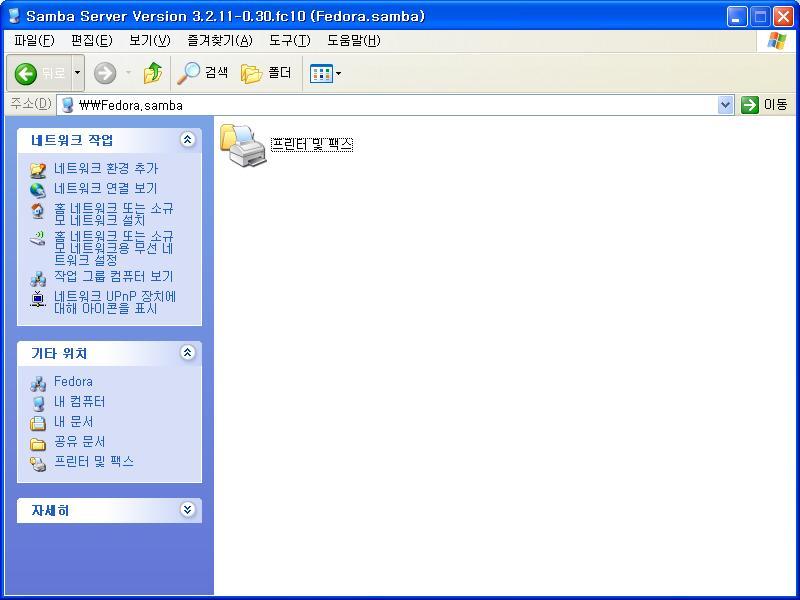 Samba Server Version 3.2.11-0.30.fc10 (Fedora.samba)
파일(F) 편집(E) 보기(V) 즐겨찾기(A) 도구(T) 도움말(H)
뒤로 검색 폴더
주소(D) ₩₩Fedora.samba 이동
네트워크 작업
네트워크 환경 추가
네트워크 연결 보기
홈 네트워크 또는 소규
모 네트워크 설치
홈 네트워크 또는 소규
모 네트워크용 무선 네
트워크 설정
작업 그룹 컴퓨터 보기
네트워크 UPnP 장치에
대해 아이콘을 표시
기타 위치
Fedora
내 컴퓨터
내 문서
공유 문서
프린터 및 팩스
자세히
프린터 및 팩스